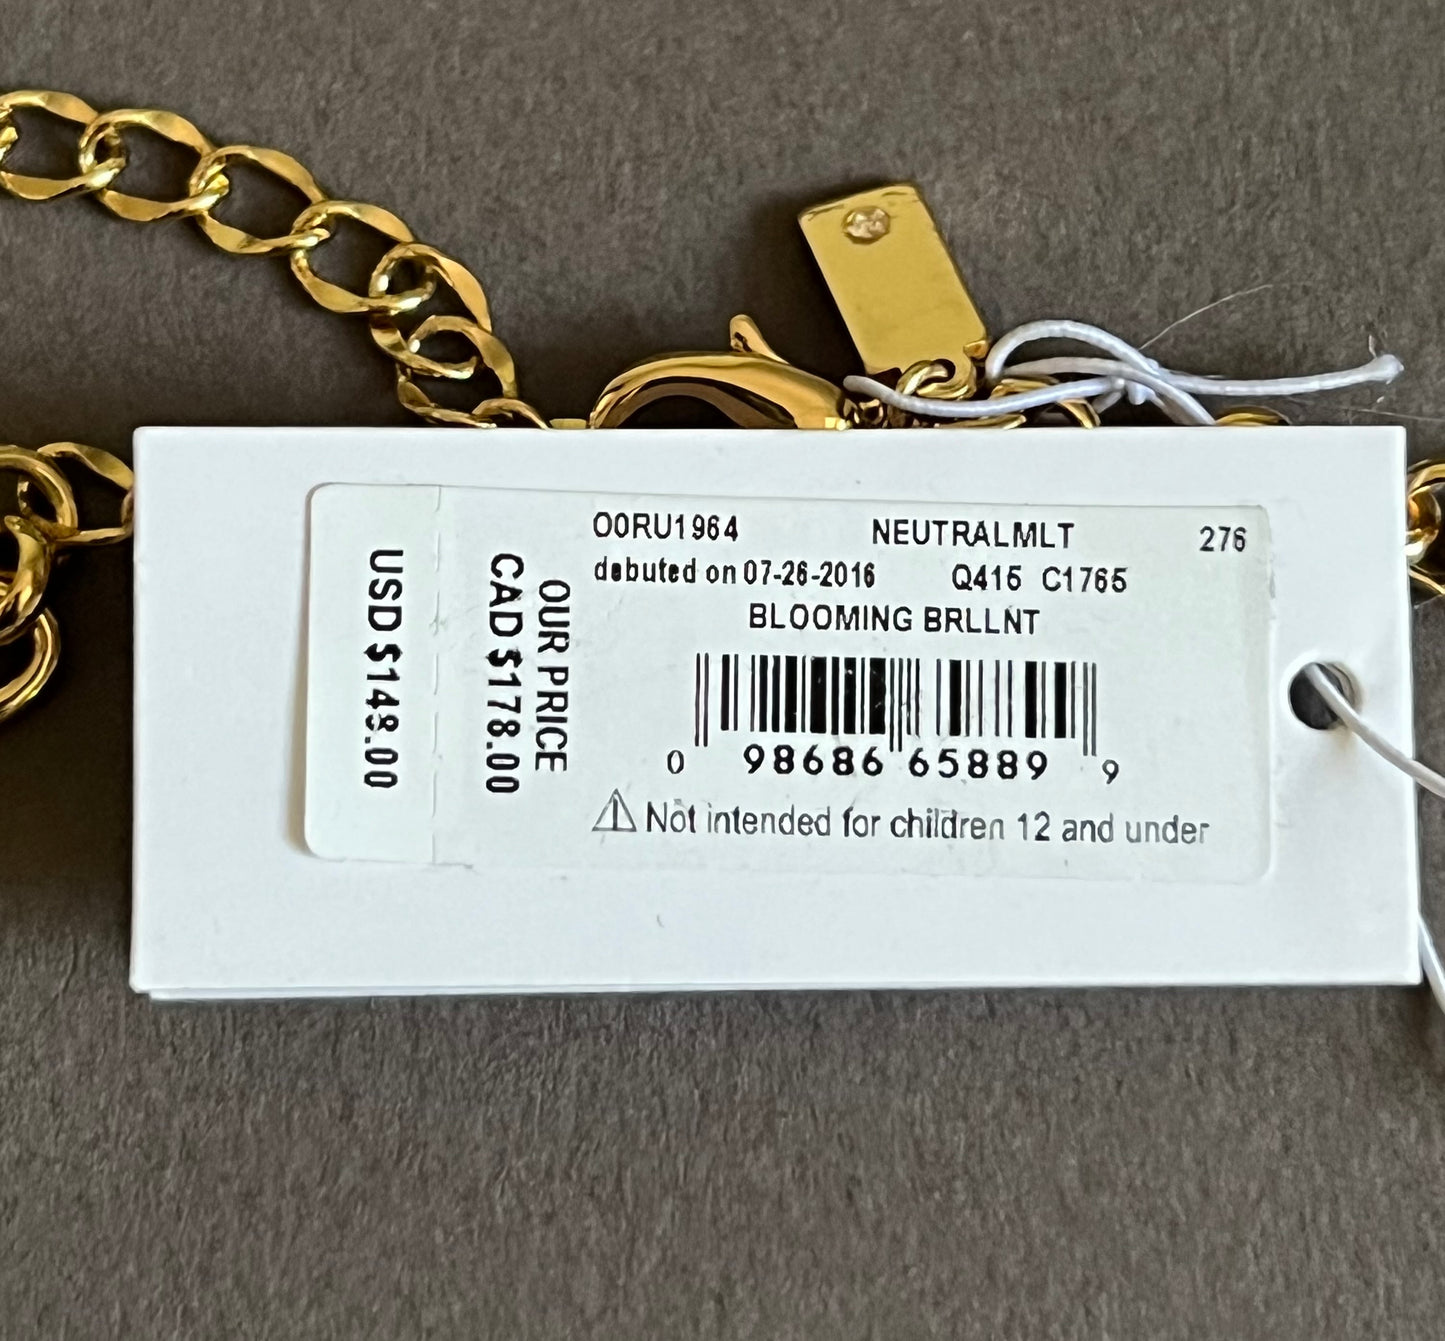 O0RU1964 NEUTRALMLT 276
debuted on 07-26-2016 Q415 C1765
BLOOMING BRLLNT
0 98686 65889 9
⚠ Not intended for children 12 and under
OUR PRICE
CAD $178.00
USD $148.00